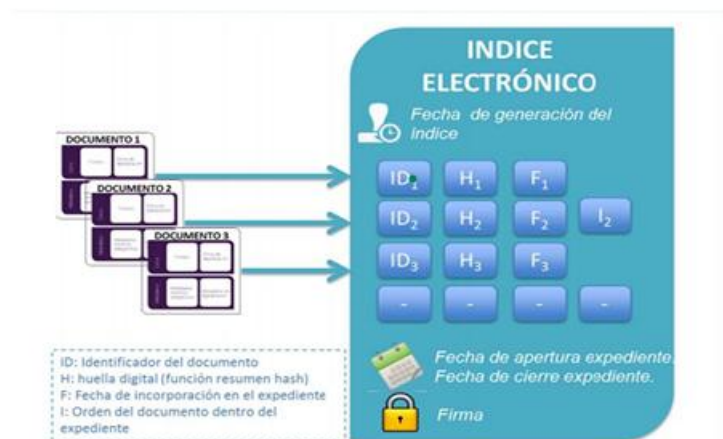 INDICE
ELECTRÓNICO
Fecha de generación del
índice
DOCUMENTO 1
DOCUMENTO 2
DOCUMENTO 3
ID1 H1 F1
ID2 H2 F2 I2
ID3 H3 F3
- - - -
Fecha de apertura expediente.
Fecha de cierre expediente.
Firma
ID: Identificador del documento
H: huella digital (función resumen hash)
F: Fecha de incorporación en el expediente
I: Orden del documento dentro del
expediente